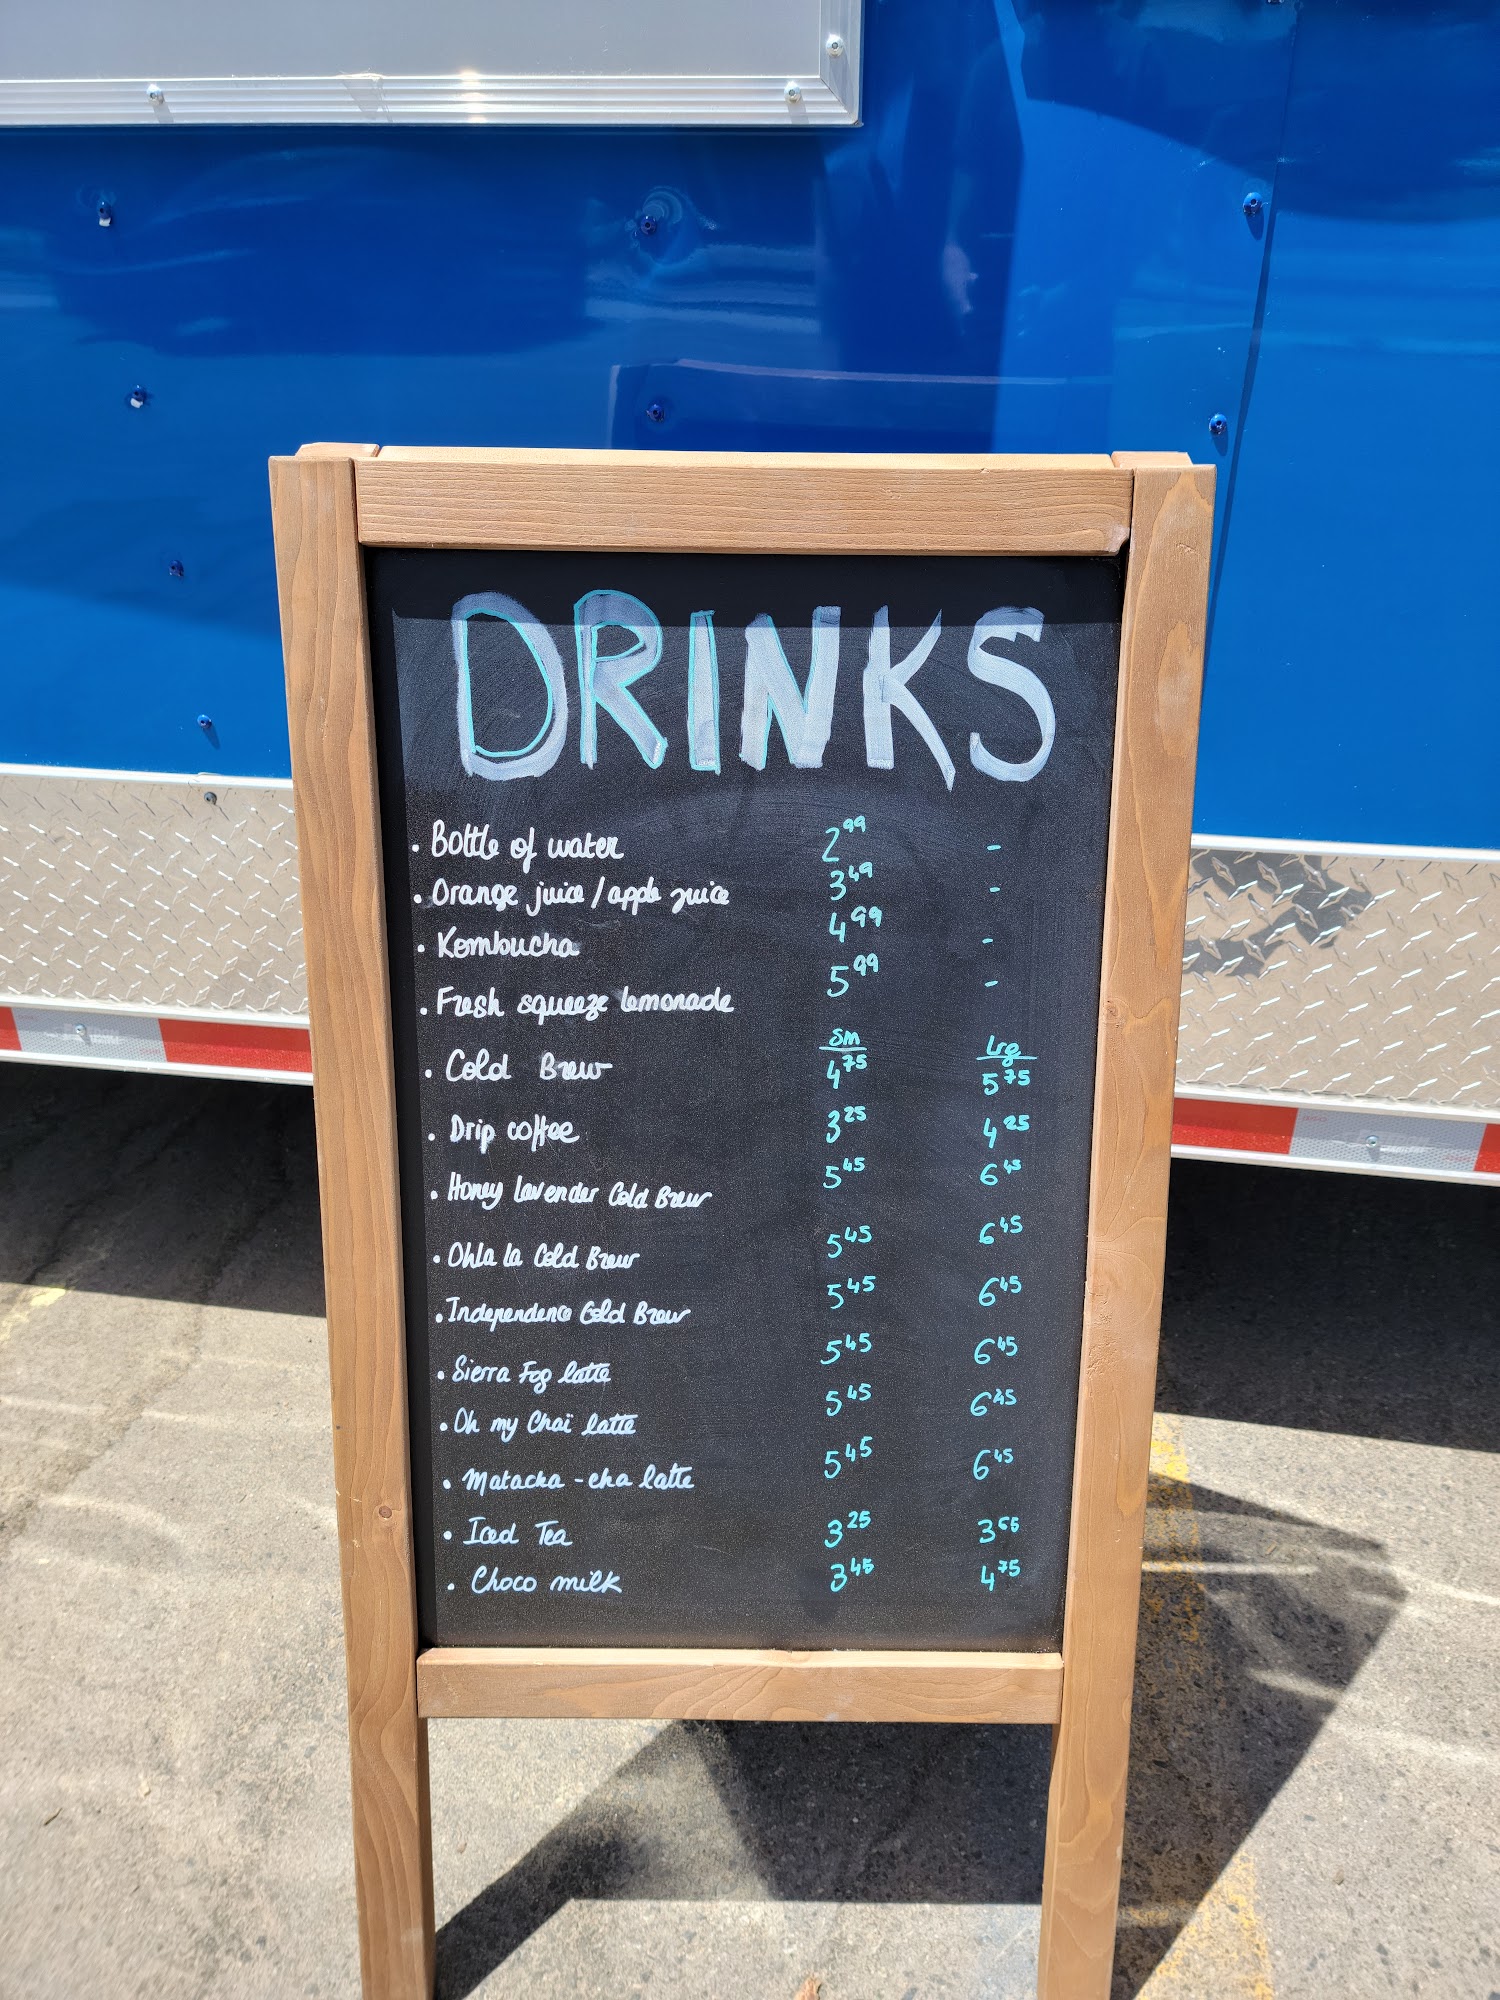 DRINKS
. Bottle of water 2 99 -
. Orange juice / apple juice 3 49 -
. Kombucha 4 99 -
. Fresh squeeze lemonade 5 99 -
sm Lrg
. Cold Brew 4 75 5 75
. Drip coffee 3 25 4 25
. Honey lavender Cold Brew 5 45 6 45
. Ohla la Cold Brew 5 45 6 45
. Independence Cold Brew 5 45 6 45
. Sierra Fog latte 5 45 6 45
. Oh my Chaï latte 5 45 6 45
. Matacha - cha latte 5 45 6 45
. Iced Tea 3 25 3 65
. Choco milk 3 45 4 75